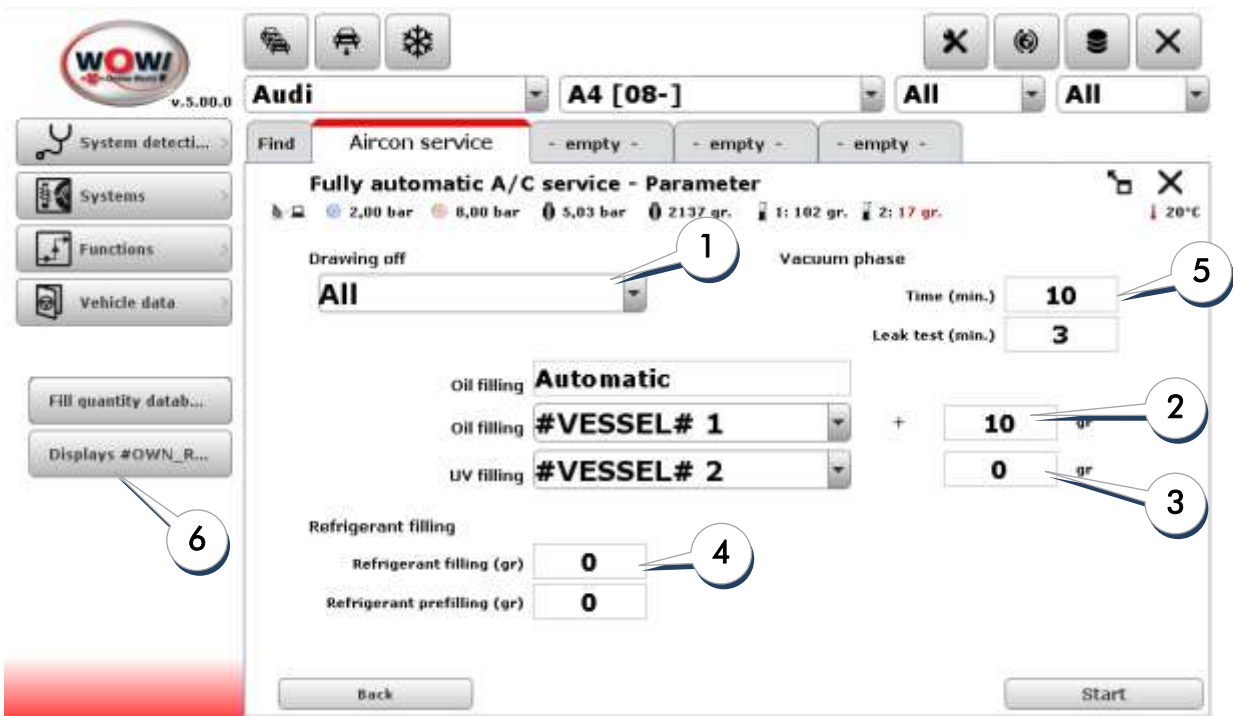 WOW!
v.5.00.0
Audi A4 [08-] All All
System detecti...
Systems
Functions
Vehicle data
Fill quantity datab...
Displays #OWN_R...
6
Find Aircon service - empty - - empty - - empty -
Fully automatic A/C service - Parameter
2,00 bar 8,00 bar 5,03 bar 2137 gr. 1: 102 gr. 2: 17 gr. 20°C
1
Drawing off
All
Vacuum phase
5
Time (min.) 10
Leak test (min.) 3
Oil filling Automatic
Oil filling #VESSEL# 1 + 10 gr
2
UV filling #VESSEL# 2 0 gr
3
Refrigerant filling
Refrigerant filling (gr) 0
4
Refrigerant prefilling (gr) 0
Back Start